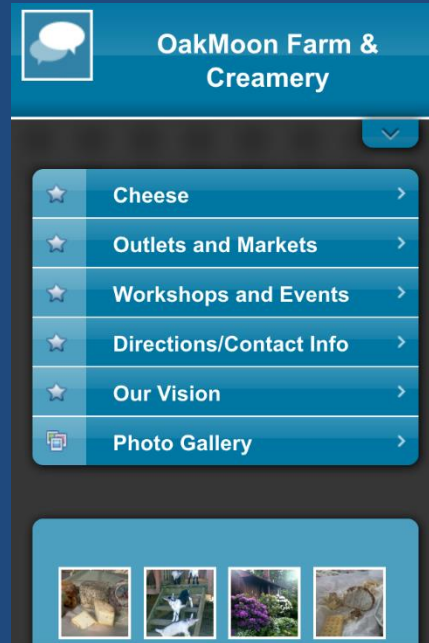 OakMoon Farm &
Creamery
Cheese
Outlets and Markets
Workshops and Events
Directions/Contact Info
Our Vision
Photo Gallery